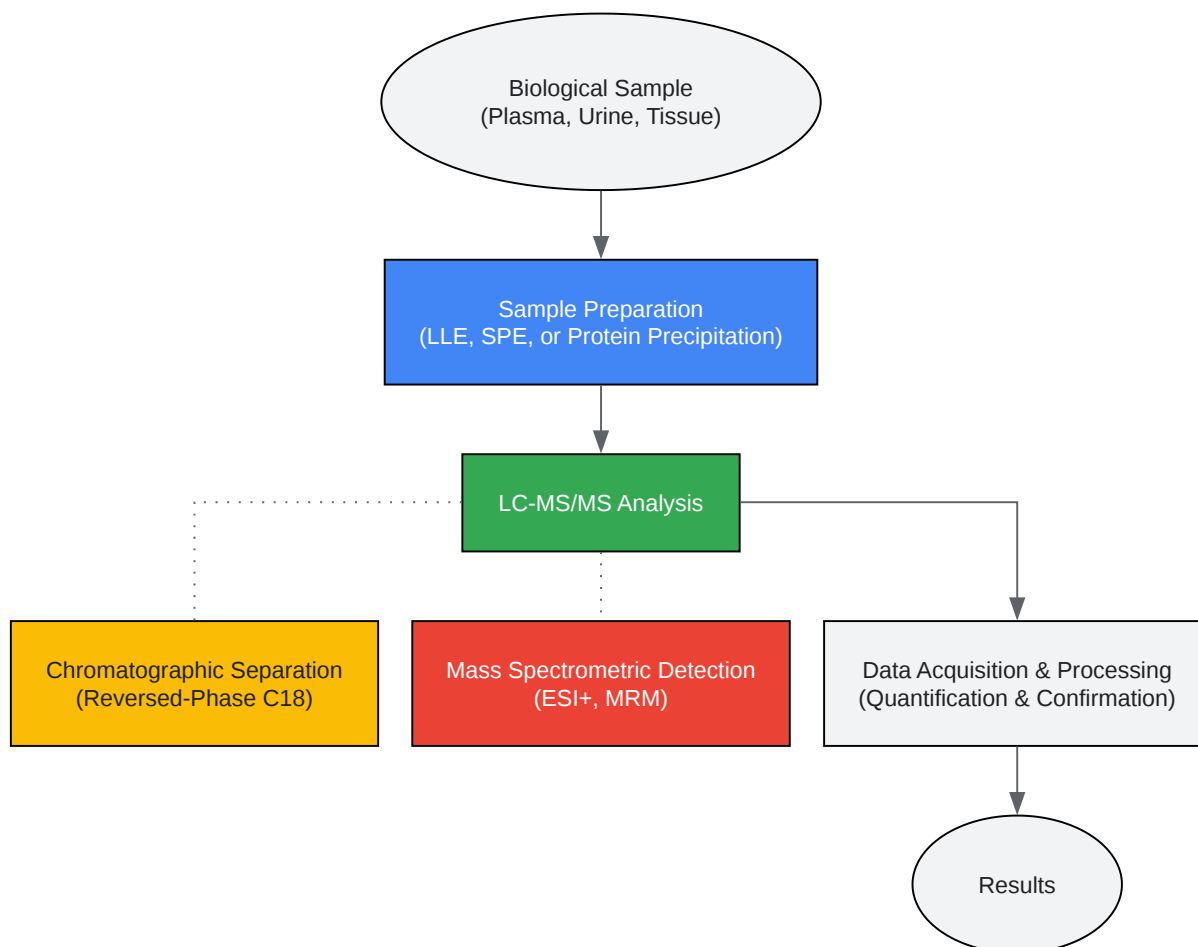 Biological Sample
(Plasma, Urine, Tissue)
Sample Preparation
(LLE, SPE, or Protein Precipitation)
LC-MS/MS Analysis
Chromatographic Separation
(Reversed-Phase C18)
Mass Spectrometric Detection
(ESI+, MRM)
Data Acquisition & Processing
(Quantification & Confirmation)
Results